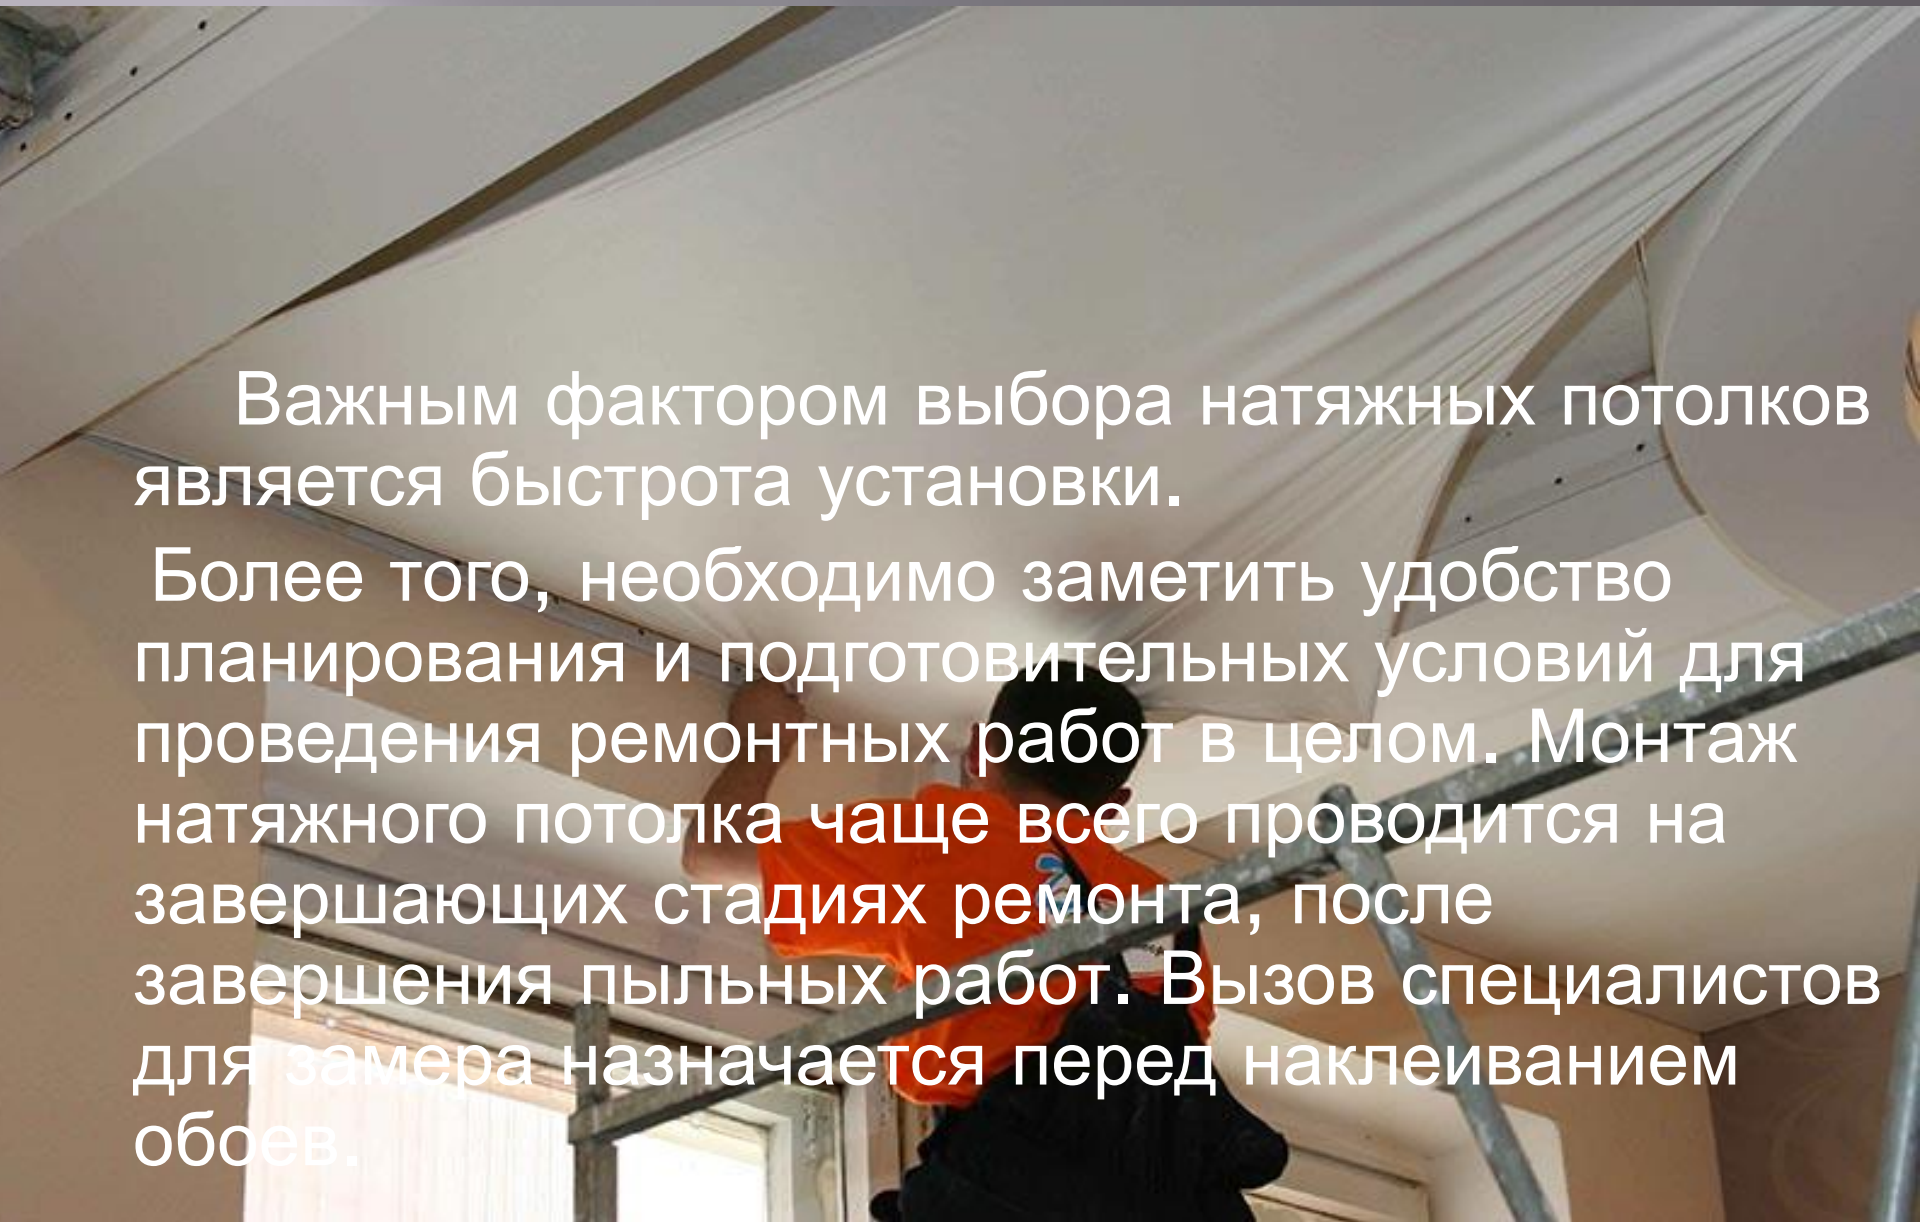 Важным фактором выбора натяжных потолков
является быстрота установки.
Более того, необходимо заметить удобство
планирования и подготовительных условий для
проведения ремонтных работ в целом. Монтаж
натяжного потолка чаще всего проводится на
завершающих стадиях ремонта, после
завершения пыльных работ. Вызов специалистов
для замера назначается перед наклеиванием
обоев.